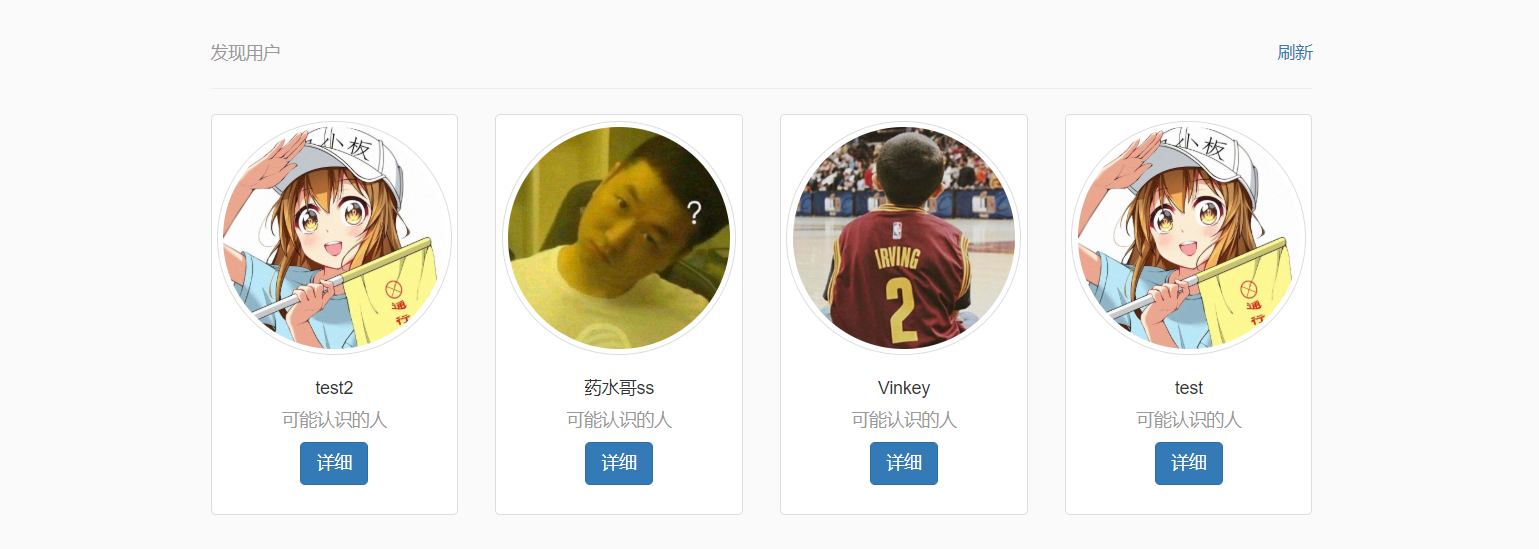 发现用户
刷新
小板
通
行
test2
可能认识的人
详细
?
药水哥ss
可能认识的人
详细
IRVING
2
Vinkey
可能认识的人
详细
小板
通
行
test
可能认识的人
详细